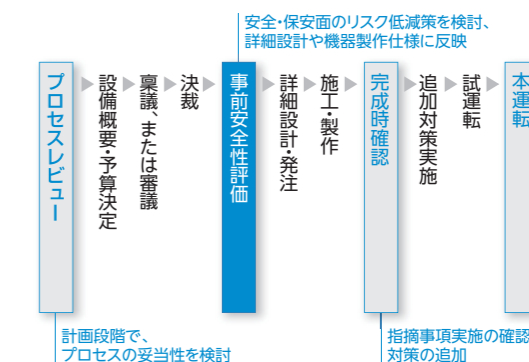 安全・保安面のリスク低減策を検討、
詳細設計や機器製作仕様に反映
プロセスレビュー
設備概要・予算決定
稟議、または審議
決裁
事前安全性評価
詳細設計・発注
施工・製作
完成時確認
追加対策実施
試運転
本運転
計画段階で、
プロセスの妥当性を検討
指摘事項実施の確認
対策の追加